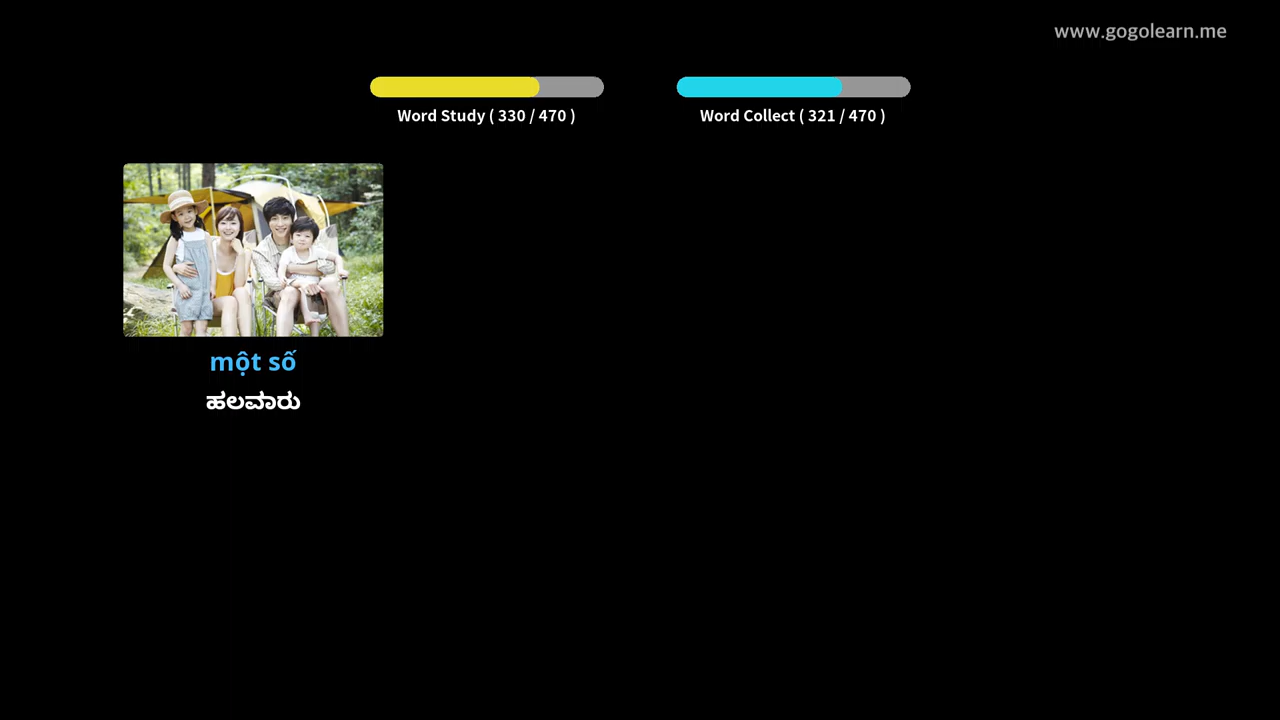 www.gogolearn.me
Word Study ( 330 / 470 )
Word Collect ( 321 / 470 )
một số
ಹಲವಾರು